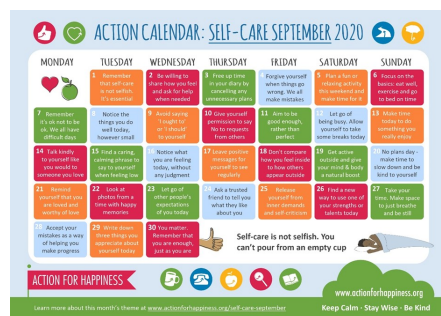 ACTION CALENDAR: SELF-CARE SEPTEMBER 2020
MONDAY TUESDAY WEDNESDAY THURSDAY FRIDAY SATURDAY SUNDAY
1 Remember
that self-care
is not selfish.
It's essential
2 Be willing to
share how you feel
and ask for help
when needed
3 Free up time
in your diary by
cancelling any
unnecessary plans
4 Forgive yourself
when things go
wrong. We all
make mistakes
5 Plan a fun or
relaxing activity
this weekend and
make time for it
6 Focus on the
basics: eat well,
exercise and go
to bed on time
7 Remember
it's ok not to be
ok. We all have
difficult days
8 Notice the
things you do
well today,
however small
9 Avoid saying
'I ought to'
or 'I should'
to yourself
10 Give yourself
permission to say
No to requests
from others
11 Aim to be
good enough,
rather than
perfect
12 Let go of
being busy. Allow
yourself to take
some breaks today
13 Make time
today to do
something you
really enjoy
14 Talk kindly
to yourself like
you would to
someone you love
15 Find a caring,
calming phrase to
say to yourself
when feeling low
16 Notice what
you are feeling
today, without
any judgment
17 Leave positive
messages for
yourself to see
regularly
18 Don't compare
how you feel inside
to how others
appear outside
19 Get active
outside and give
your mind & body
a natural boost
20 No plans day -
make time to
slow down and be
kind to yourself
21 Remind
yourself that you
are loved and
worthy of love
22 Look at
photos from a
time with happy
memories
23 Let go of
other people's
expectations
of you today
24 Ask a trusted
friend to tell you
what they like
about you
25 Release
yourself from
inner demands
and self-criticism
26 Find a new
way to use one of
your strengths or
talents today
27 Take your
time. Make space
to just breathe
and be still
28 Accept your
mistakes as a way
of helping you
make progress
29 Write down
three things you
appreciate about
yourself today
30 You matter.
Remember that
you are enough,
just as you are
Self-care is not selfish. You
can't pour from an empty cup
ACTION FOR HAPPINESS
www.actionforhappiness.org
Learn more about this month's theme at www.actionforhappiness.org/self-care-september
Keep Calm · Stay Wise · Be Kind